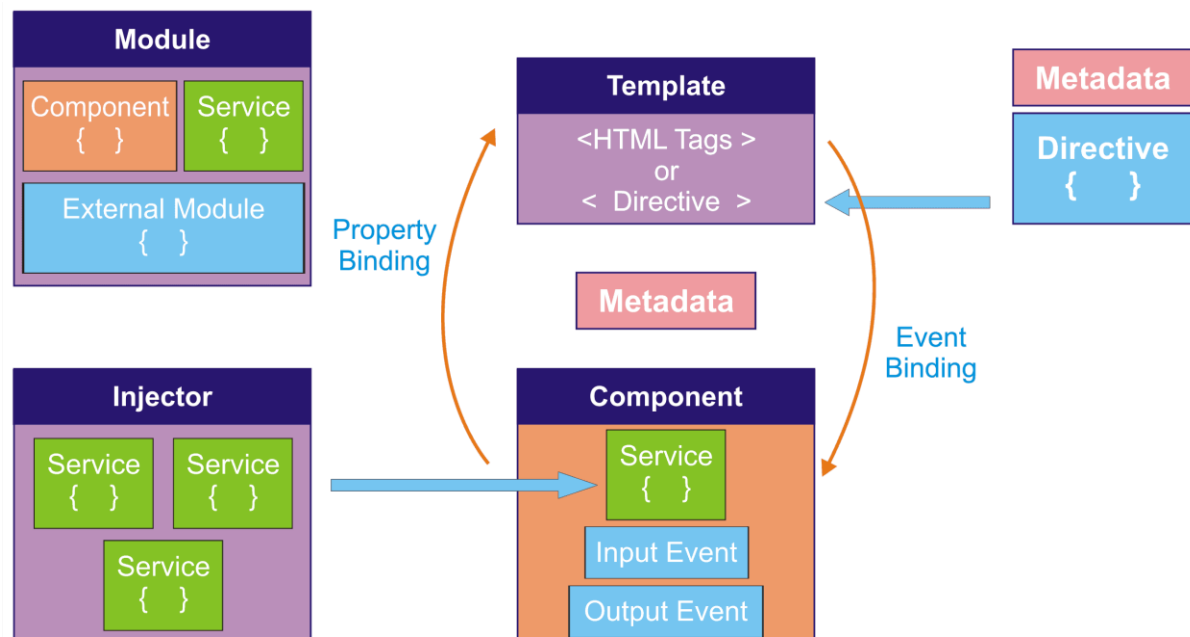 Module
Component
{ }
Service
{ }
External Module
{ }
Template
<HTML Tags >
or
< Directive >
Metadata
Directive
{ }
Property
Binding
Metadata
Event
Binding
Injector
Service
{ }
Service
{ }
Service
{ }
Component
Service
{ }
Input Event
Output Event